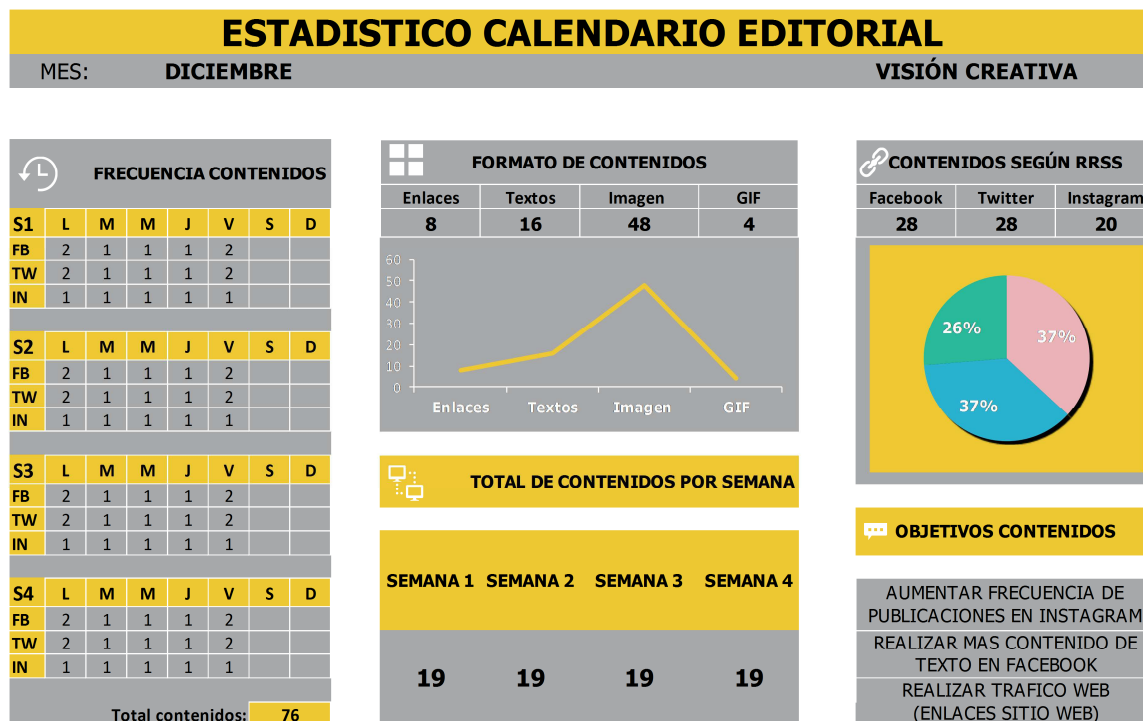 ESTADISTICO CALENDARIO EDITORIAL
MES: DICIEMBRE VISIÓN CREATIVA
FRECUENCIA CONTENIDOS
S1 L M M J V S D
FB 2 1 1 1 2
TW 2 1 1 1 2
IN 1 1 1 1 1
S2 L M M J V S D
FB 2 1 1 1 2
TW 2 1 1 1 2
IN 1 1 1 1 1
S3 L M M J V S D
FB 2 1 1 1 2
TW 2 1 1 1 2
IN 1 1 1 1 1
S4 L M M J V S D
FB 2 1 1 1 2
TW 2 1 1 1 2
IN 1 1 1 1 1
Total contenidos: 76
FORMATO DE CONTENIDOS
Enlaces Textos Imagen GIF
8 16 48 4
60
50
40
30
20
10
0
Enlaces Textos Imagen GIF
TOTAL DE CONTENIDOS POR SEMANA
SEMANA 1 SEMANA 2 SEMANA 3 SEMANA 4
19 19 19 19
CONTENIDOS SEGÚN RRSS
Facebook Twitter Instagram
28 28 20
26% 37%
37%
OBJETIVOS CONTENIDOS
AUMENTAR FRECUENCIA DE
PUBLICACIONES EN INSTAGRAM
REALIZAR MAS CONTENIDO DE
TEXTO EN FACEBOOK
REALIZAR TRAFICO WEB
(ENLACES SITIO WEB)